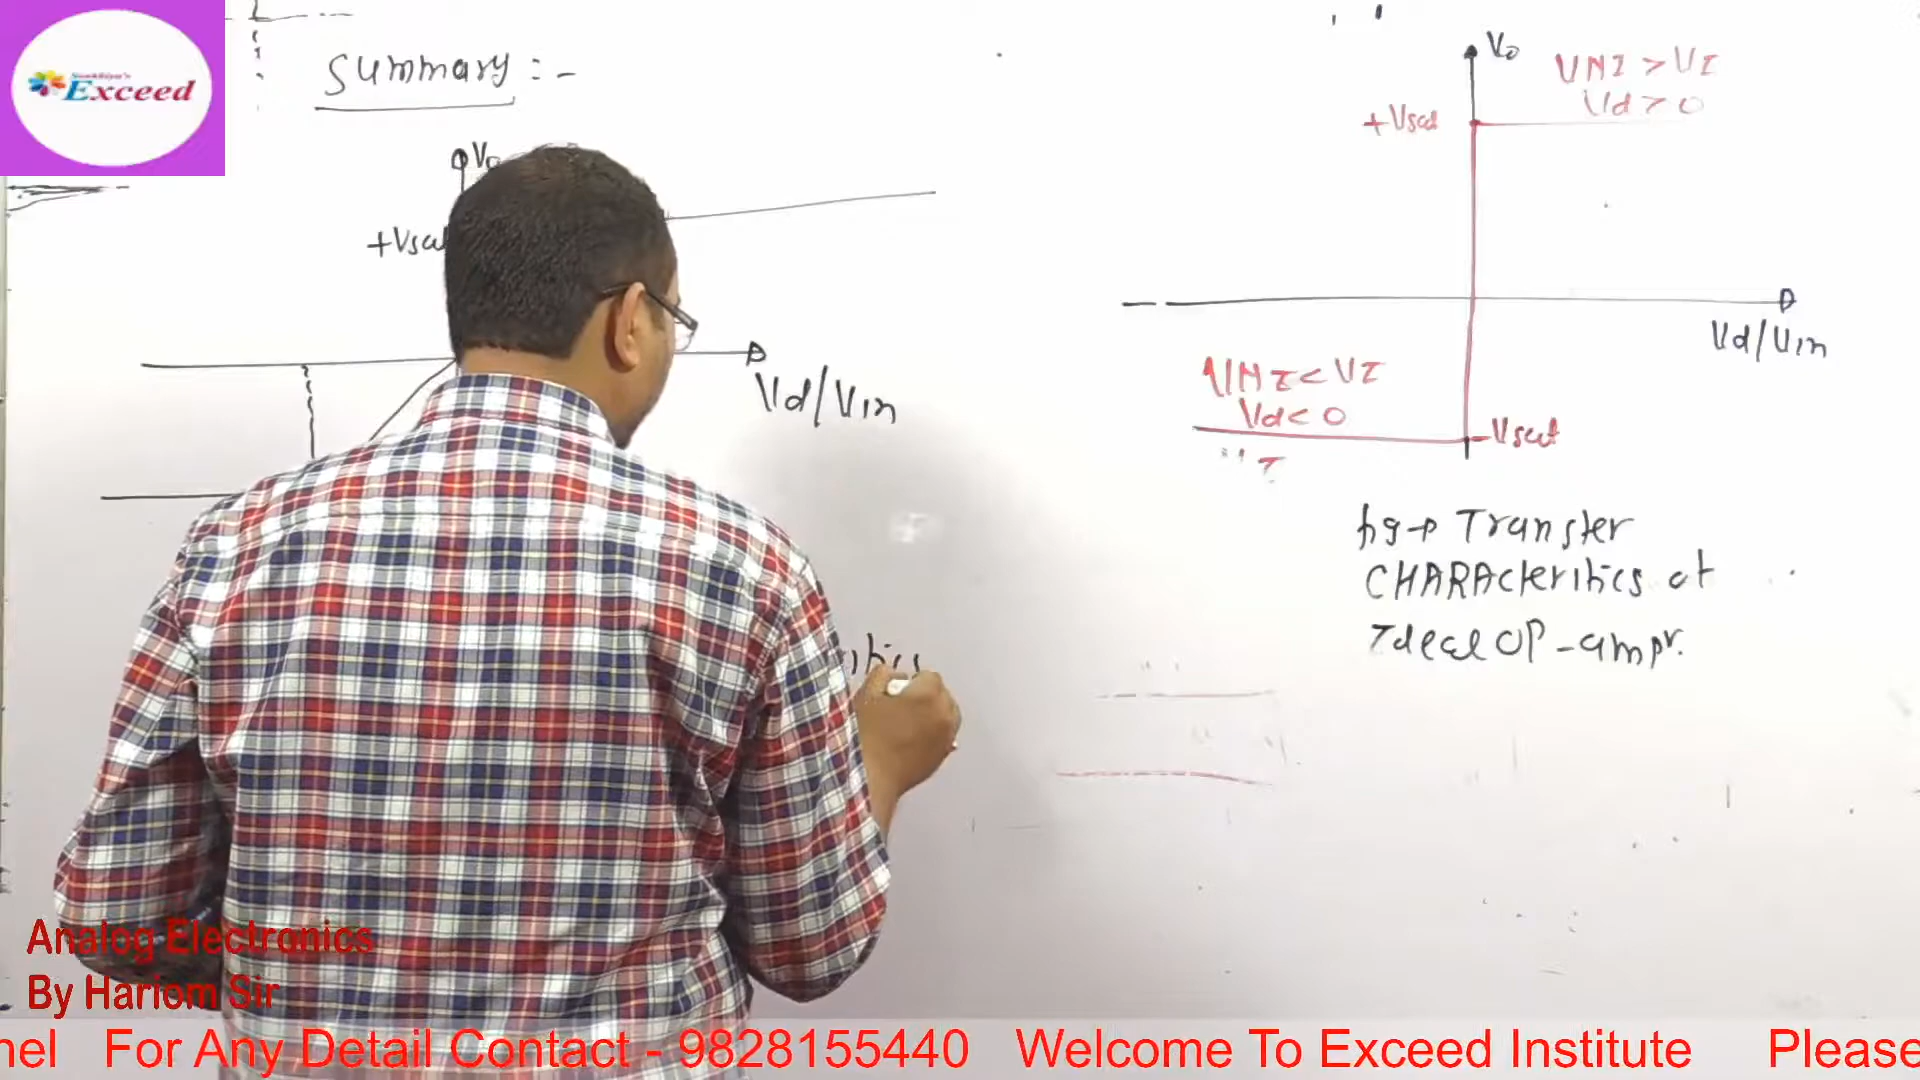 Exceed
Summary : -
Vo
+Vsat
Vd/Vin
Vo
VNI > VI
Vd > 0
+Vsat
Vd/Vin
VNI < VI
Vd < 0
-Vsat
fig → Transfer
CHARActeritics of
Ideal OP-ampr.
Analog Electronics
By Hariom Sir
nel For Any Detail Contact - 9828155440 Welcome To Exceed Institute Please